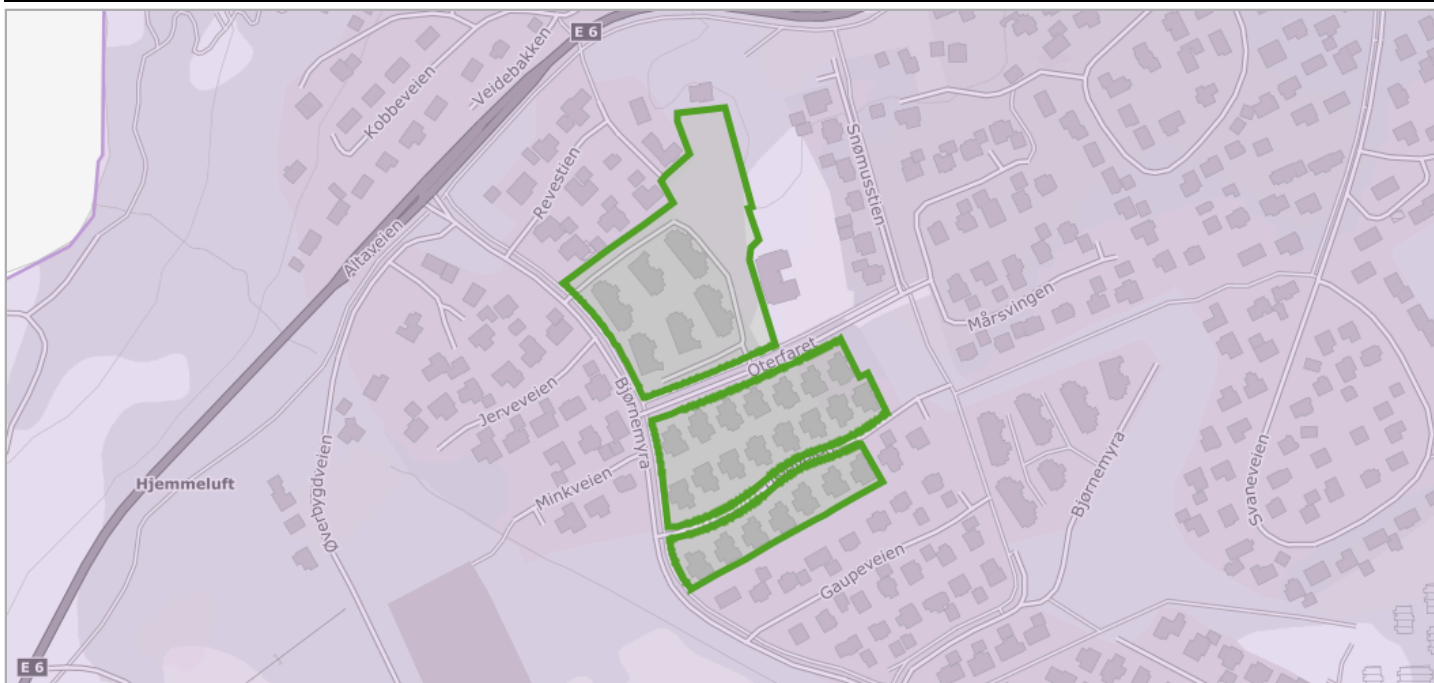 E 6
Veidebakken
Kobbeveien
Snømusstien
Revestien
Altaveien
Mårsvingen
Oterfaret
Bjørnemyra
Jerveveien
Minkveien
Hjemmeluft
Øverbygdveien
Bjørnemyra
Svaneveien
Gaupeveien
E 6